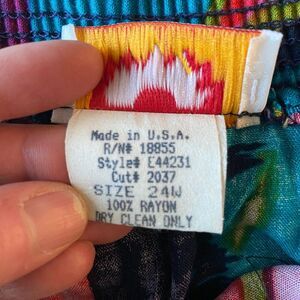 Made in U.S.A.
R/N# 18855
Style# E44231
Cut# 2037
SIZE 24W
100% RAYON
DRY CLEAN ONLY